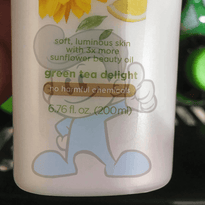 soft, luminous skin
with 3x more
sunflower beauty oil
green tea delight
no harmful chemicals
6.76 fl. oz. (200ml)